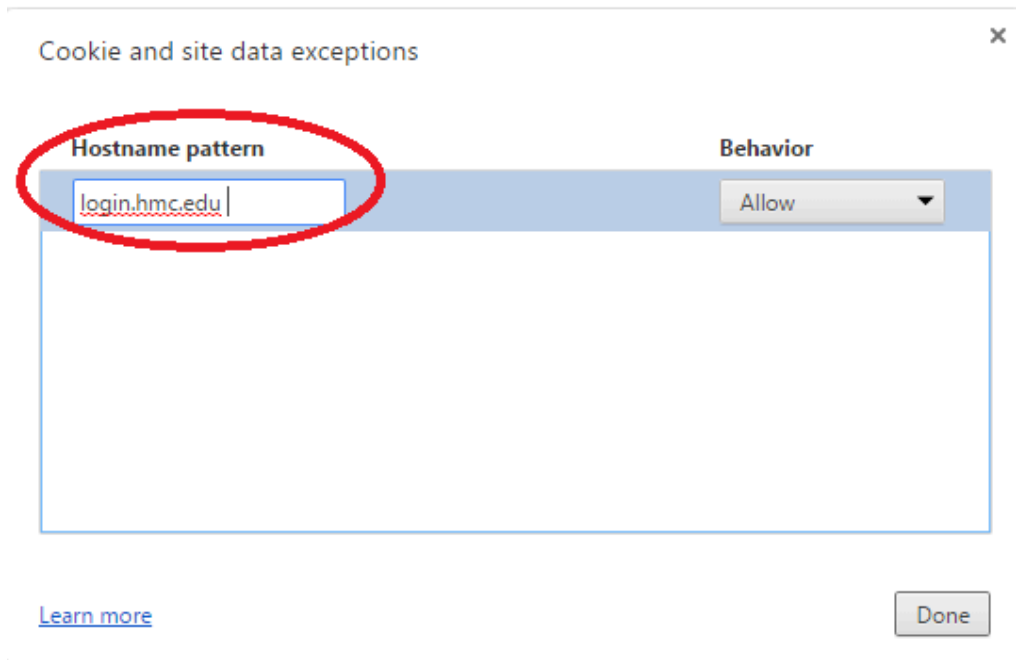 Cookie and site data exceptions
Hostname pattern Behavior
login.hmc.edu Allow
Learn more Done